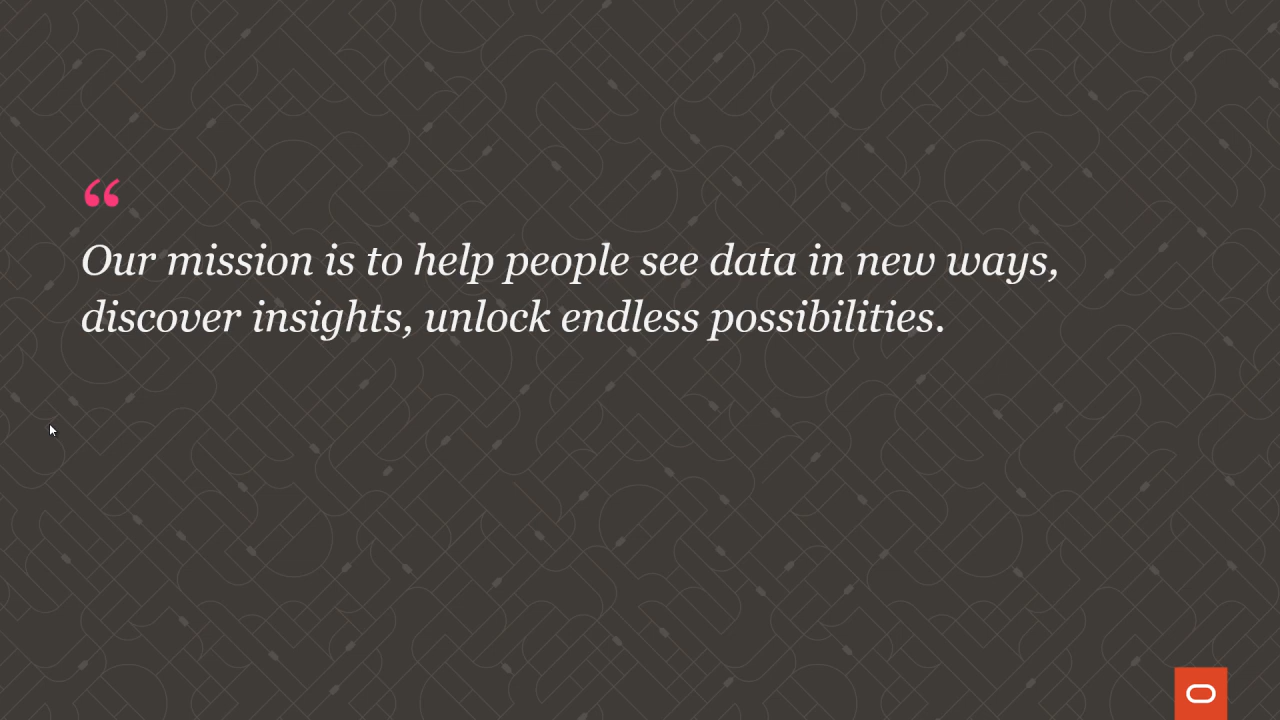 “
Our mission is to help people see data in new ways,
discover insights, unlock endless possibilities.